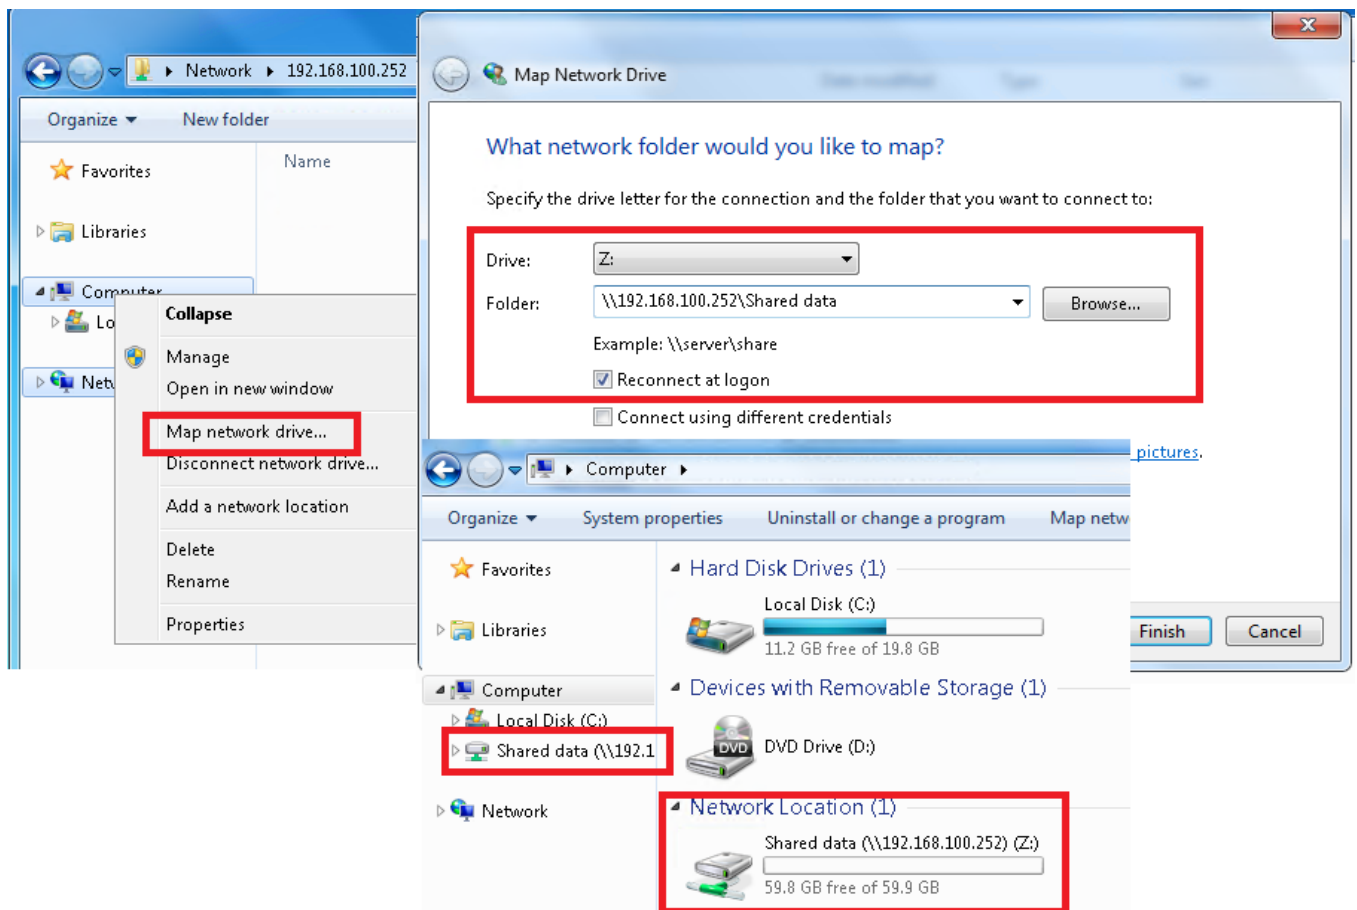 Network 192.168.100.252
Organize New folder
Favorites
Name
Libraries
Computer
Lo
Collapse
Manage
Netw
Open in new window
Map network drive...
Disconnect network drive...
Add a network location
Delete
Rename
Properties
Map Network Drive
What network folder would you like to map?
Specify the drive letter for the connection and the folder that you want to connect to:
Drive: Z:
Folder: \\192.168.100.252\Shared data Browse...
Example: \\server\share
Reconnect at logon
Connect using different credentials
pictures.
Finish Cancel
Computer
Organize System properties Uninstall or change a program Map netw
Favorites
Libraries
Computer
Local Disk (C:)
Shared data (\\192.1
Network
Hard Disk Drives (1)
Local Disk (C:)
11.2 GB free of 19.8 GB
Devices with Removable Storage (1)
DVD
DVD Drive (D:)
Network Location (1)
Shared data (\\192.168.100.252) (Z:)
59.8 GB free of 59.9 GB